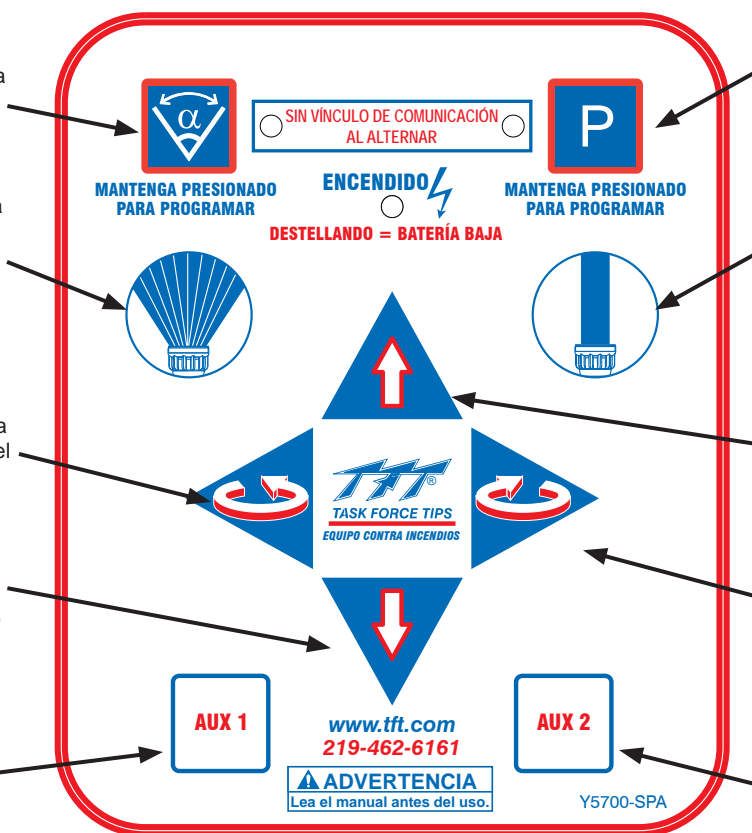 a
α
SIN VÍNCULO DE COMUNICACIÓN
AL ALTERNAR
P
MANTENGA PRESIONADO
PARA PROGRAMAR
ENCENDIDO
MANTENGA PRESIONADO
PARA PROGRAMAR
a
DESTELLANDO = BATERÍA BAJA
a
el
TFT®
TASK FORCE TIPS
EQUIPO CONTRA INCENDIOS
AUX 1
www.tft.com
219-462-6161
AUX 2
ADVERTENCIA
Lea el manual antes del uso.
Y5700-SPA